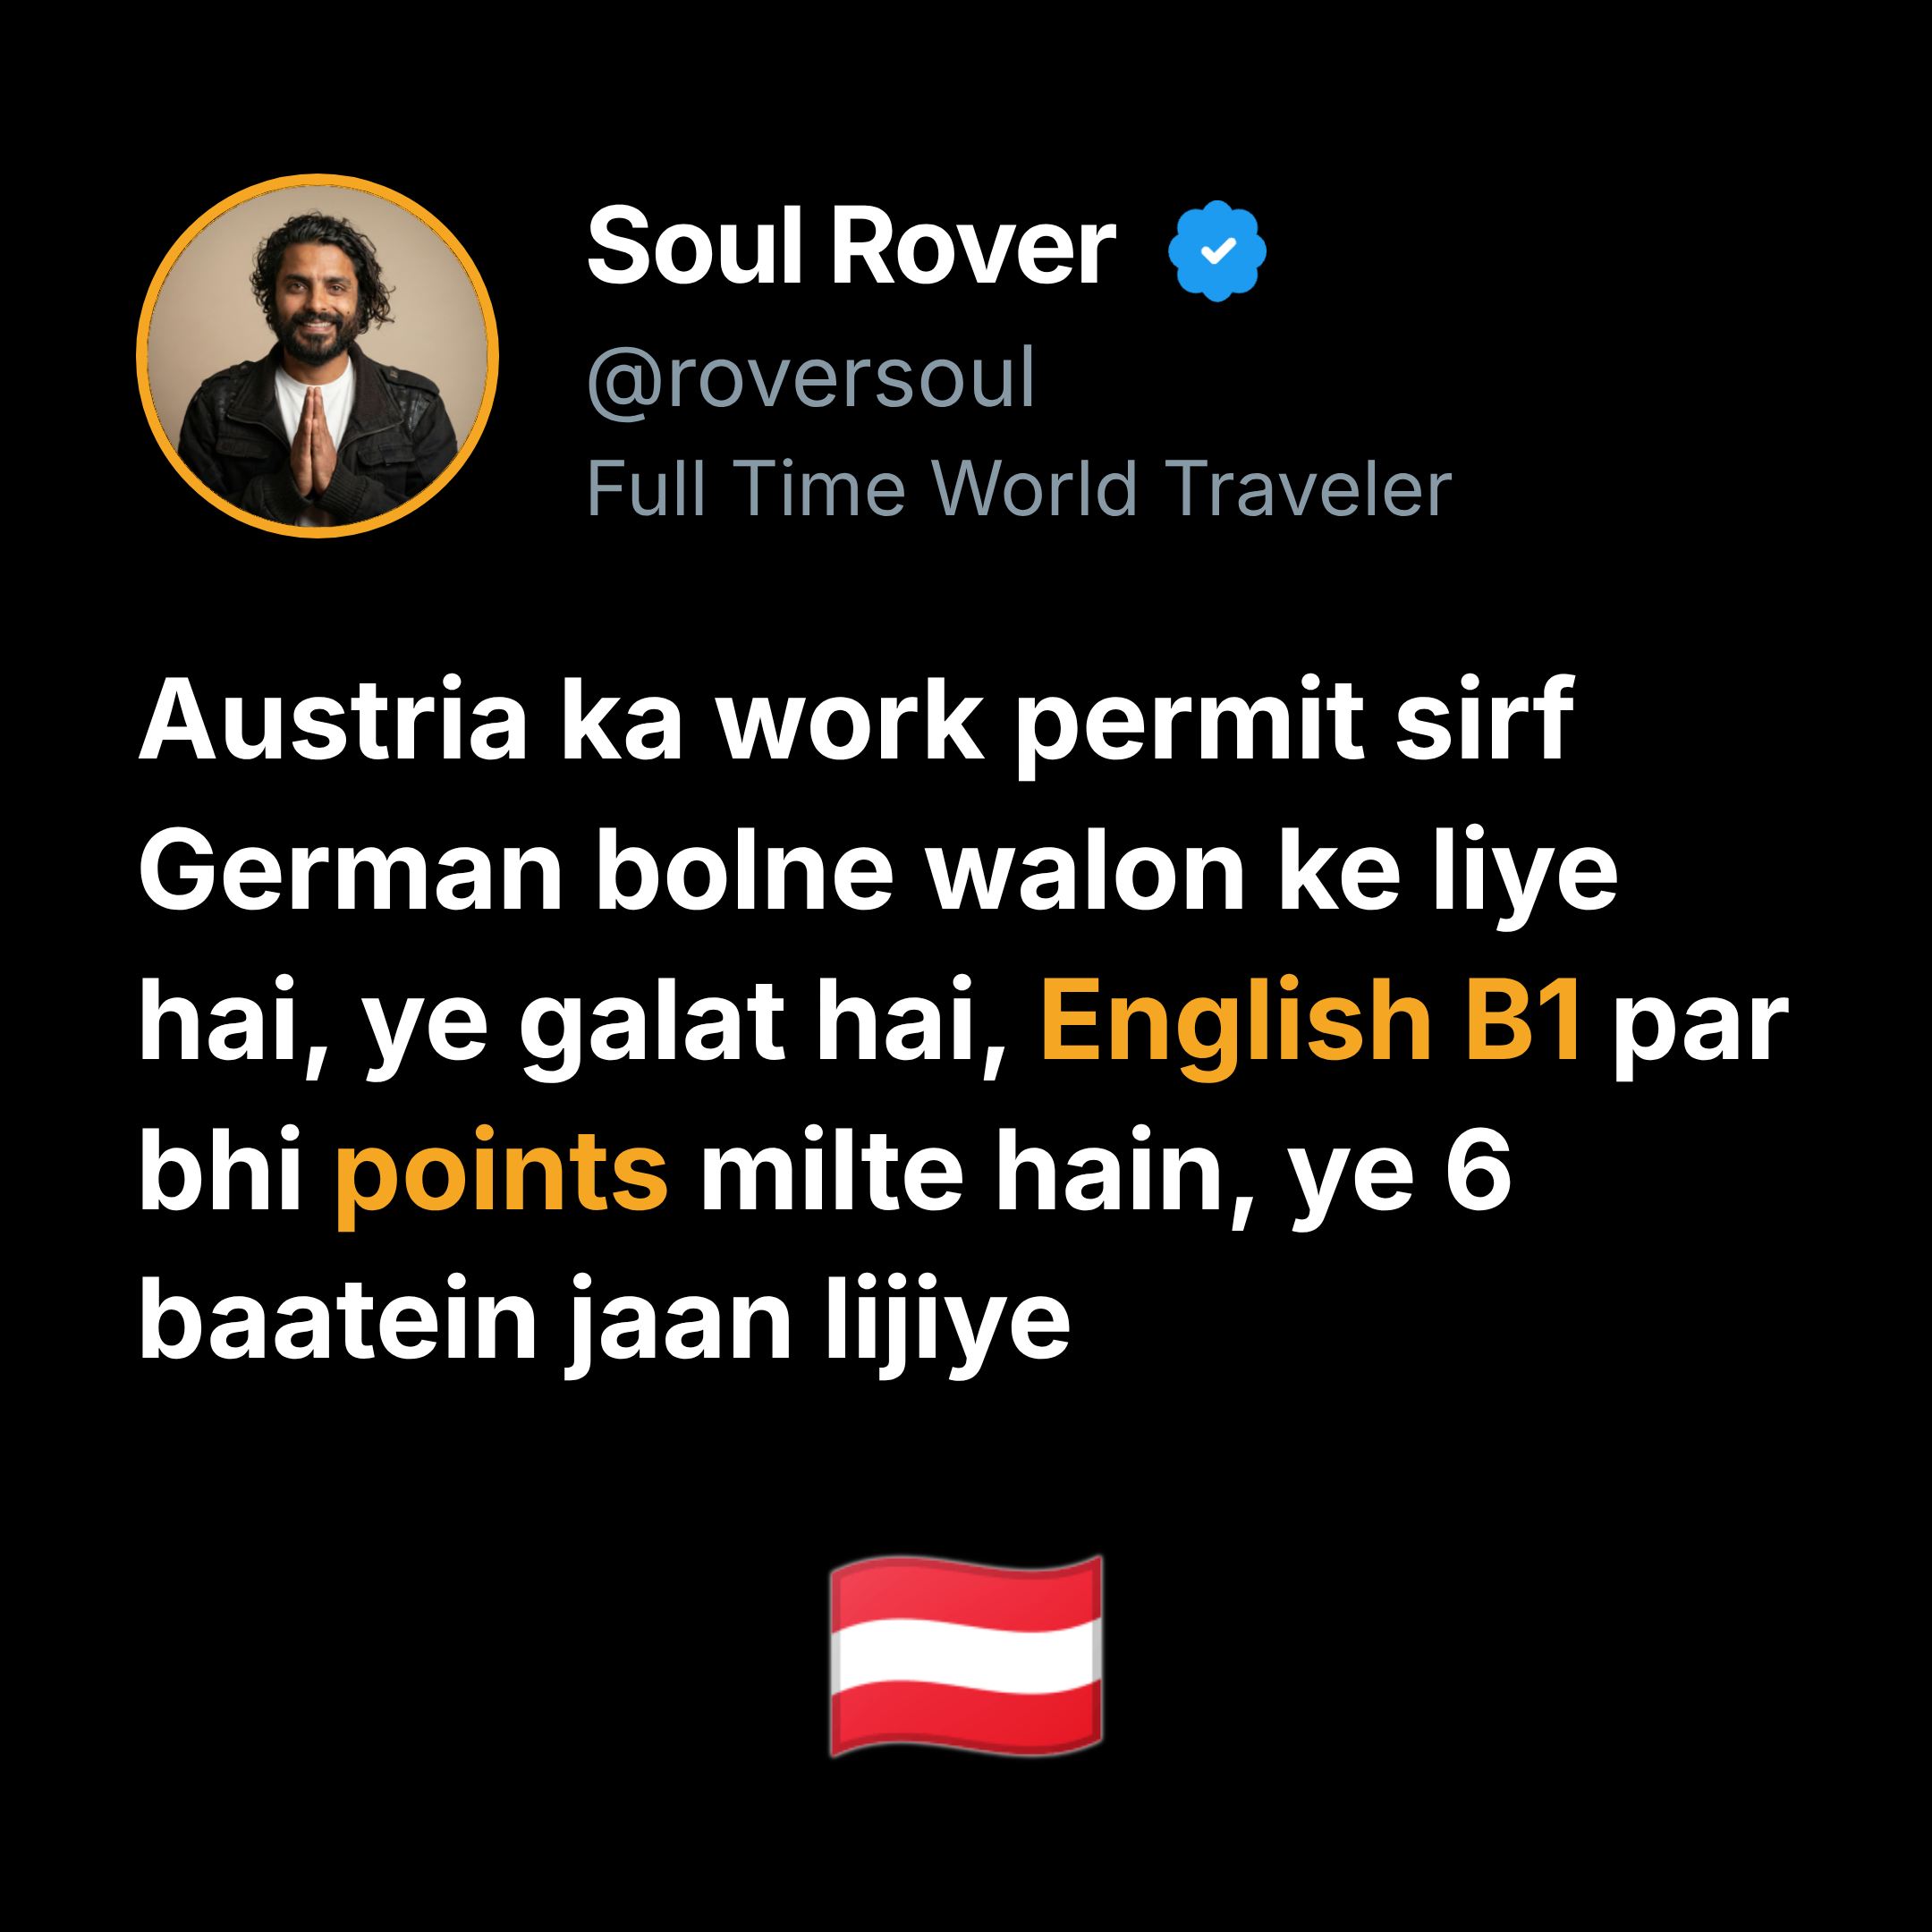 Soul Rover
@roversoul
Full Time World Traveler
Austria ka work permit sirf
German bolne walon ke liye
hai, ye galat hai, English B1 par
bhi points milte hain, ye 6
baatein jaan lijiye